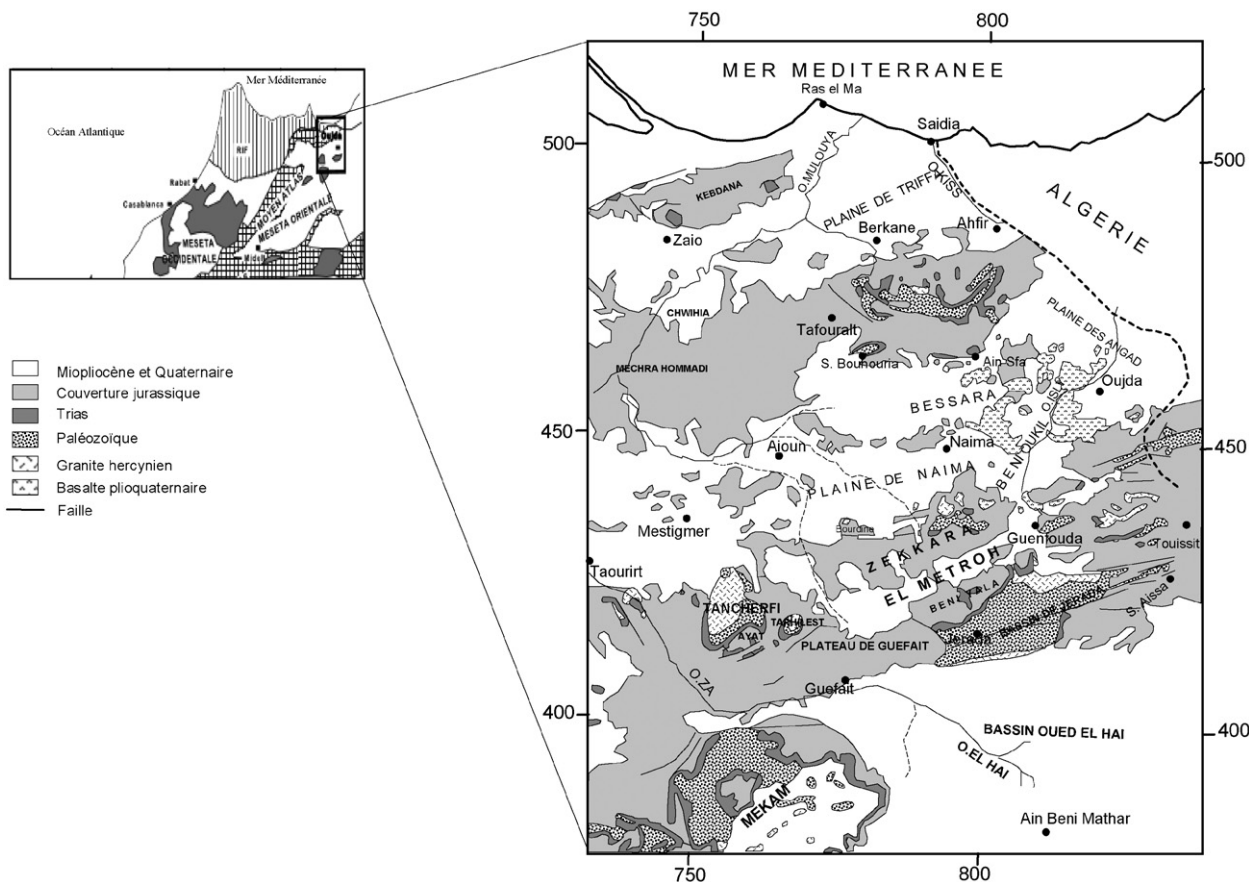 750
800
MER MEDITERRANEE
Ras el Ma
Saidia
500
500
O.MULOUYA
O.KISS
KEBDANA
PLAINE DE TRIFF
ALGERIE
Zaio
Berkane
Ahfir
CHWIHIA
Tafouralt
PLAINE DES ANGAD
MECHRA HOMMADI
S. Bouhouria
Ain Sfa
BESSARA
O.ISLY
Oujda
450
450
Aioun
Naima
BENI OUKIL
PLAINE DE NAIMA
Mestigmer
Bourdine
Guenfouda
Touissit
ZEKKARA
EL METROH
Taourirt
TANCHERFI
BENI YALA
TARILEST
AYAT
Jerada
BASSIN DE JERADA
S. Aissa
PLATEAU DE GUEFAIT
O.ZA
Guefait
400
400
BASSIN OUED EL HAI
O.EL HAI
MEKAM
Ain Beni Mathar
750
800
Mer Méditerranée
Océan Atlantique
Oujda
RIF
Rabat
Casablanca
MOYEN ATLAS
MESETA ORIENTALE
MESETA
OCCIDENTALE
Midelt
Miopliocène et Quaternaire
Couverture jurassique
Trias
Paléozoïque
Granite hercynien
Basalte plioquaternaire
Faille